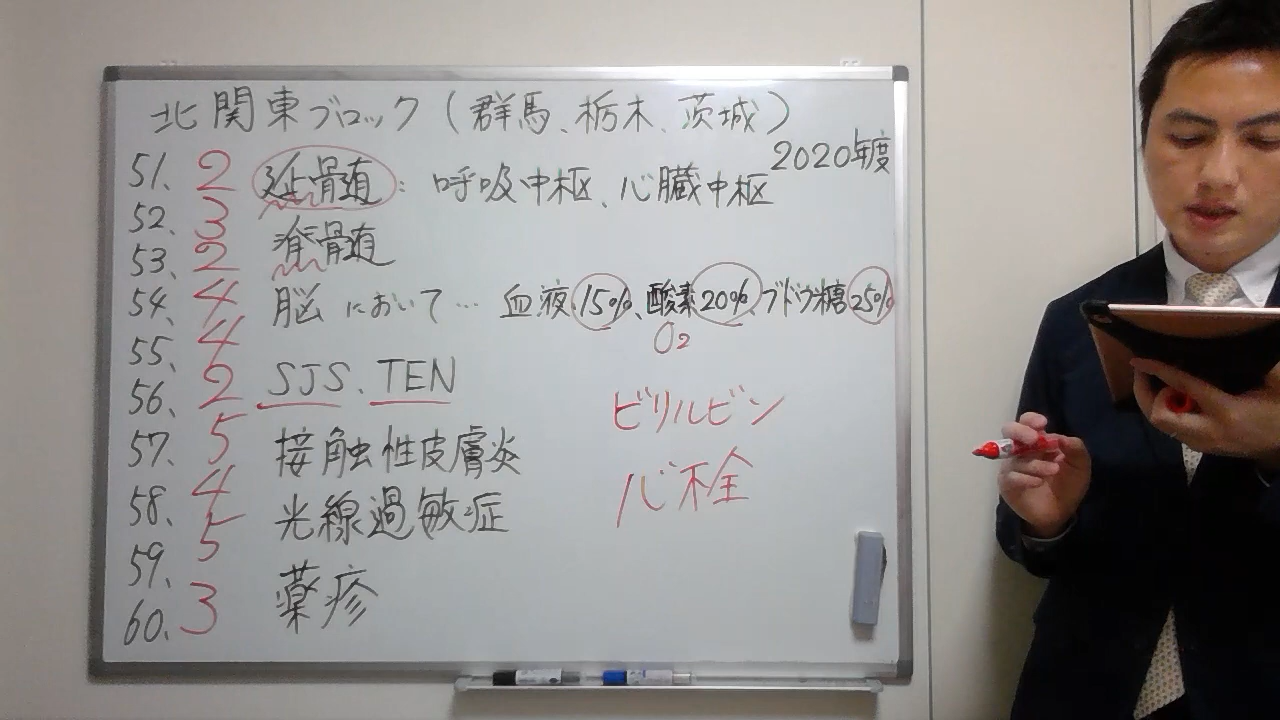 北関東ブロック(群馬、栃木、茨城)
2020年度
51、2 延髄:呼吸中枢、心臓中枢
52、3 脊髄
53、2
54、4 脳において… 血液15%、酸素20%、ブドウ糖25%
O2
55、4
56、2 SJS、TEN
ビリルビン
57、5 接触性皮膚炎
心栓
58、4 光線過敏症
59、5
60、3 薬疹